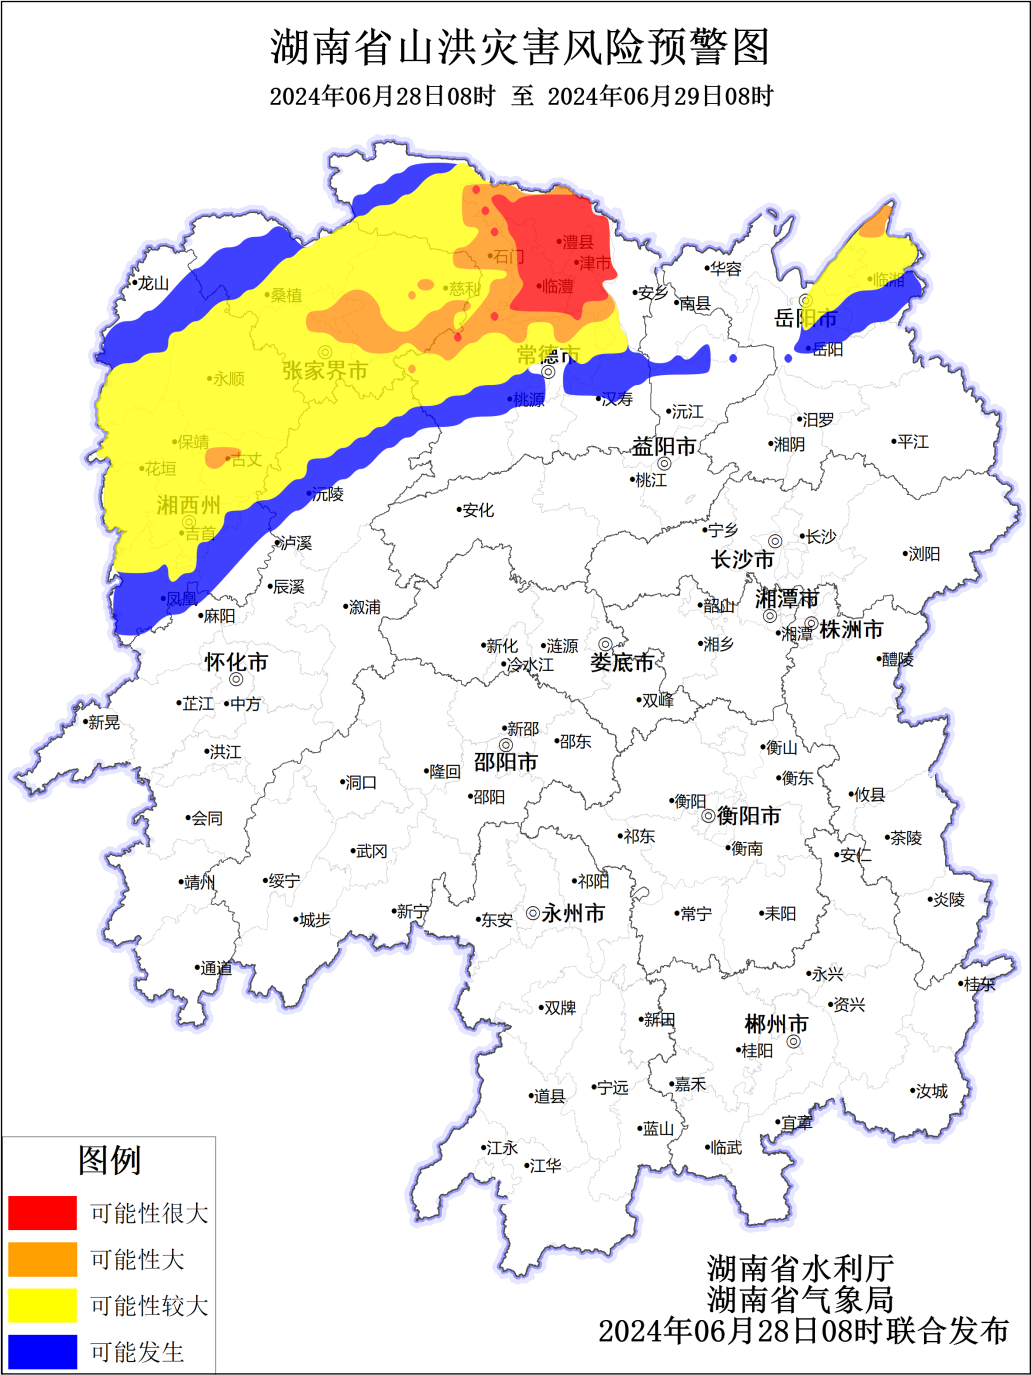 湖南省山洪灾害风险预警图
2024年06月28日08时 至 2024年06月29日08时
澧县
石门
津市
华容
临湘
龙山
临澧
慈利
安乡
桑植
南县
岳阳市
岳阳
常德市
张家界市
永顺
桃源
汉寿
沅江
汨罗
保靖
湘阴
平江
益阳市
古丈
花垣
桃江
沅陵
湘西州
安化
吉首
宁乡
长沙
泸溪
长沙市
浏阳
辰溪
凤凰
湘潭市
溆浦
韶山
麻阳
株洲市
湘潭
新化
涟源
湘乡
怀化市
冷水江
娄底市
醴陵
芷江
中方
双峰
新晃
新邵
邵东
衡山
洪江
邵阳市
隆回
衡东
洞口
邵阳
衡阳
攸县
会同
衡阳市
祁东
茶陵
武冈
衡南
安仁
靖州
绥宁
祁阳
炎陵
新宁
永州市
常宁
耒阳
城步
东安
通道
永兴
桂东
双牌
资兴
新田
郴州市
桂阳
嘉禾
宁远
汝城
道县
宜章
蓝山
江永
临武
江华
图例
可能性很大
可能性大
可能性较大
可能发生
湖南省水利厅
湖南省气象局
2024年06月28日08时联合发布